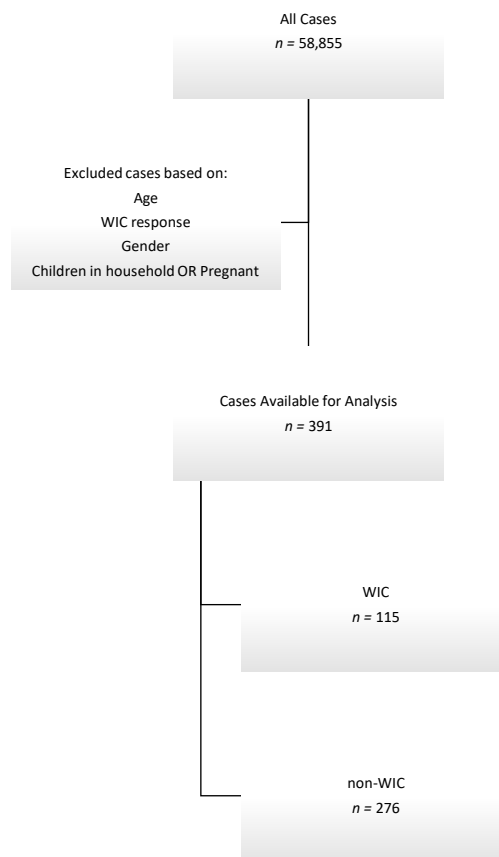 All Cases
n = 58,855
Excluded cases based on:
Age
WIC response
Gender
Children in household OR Pregnant
Cases Available for Analysis
n = 391
WIC
n = 115
non-WIC
n = 276